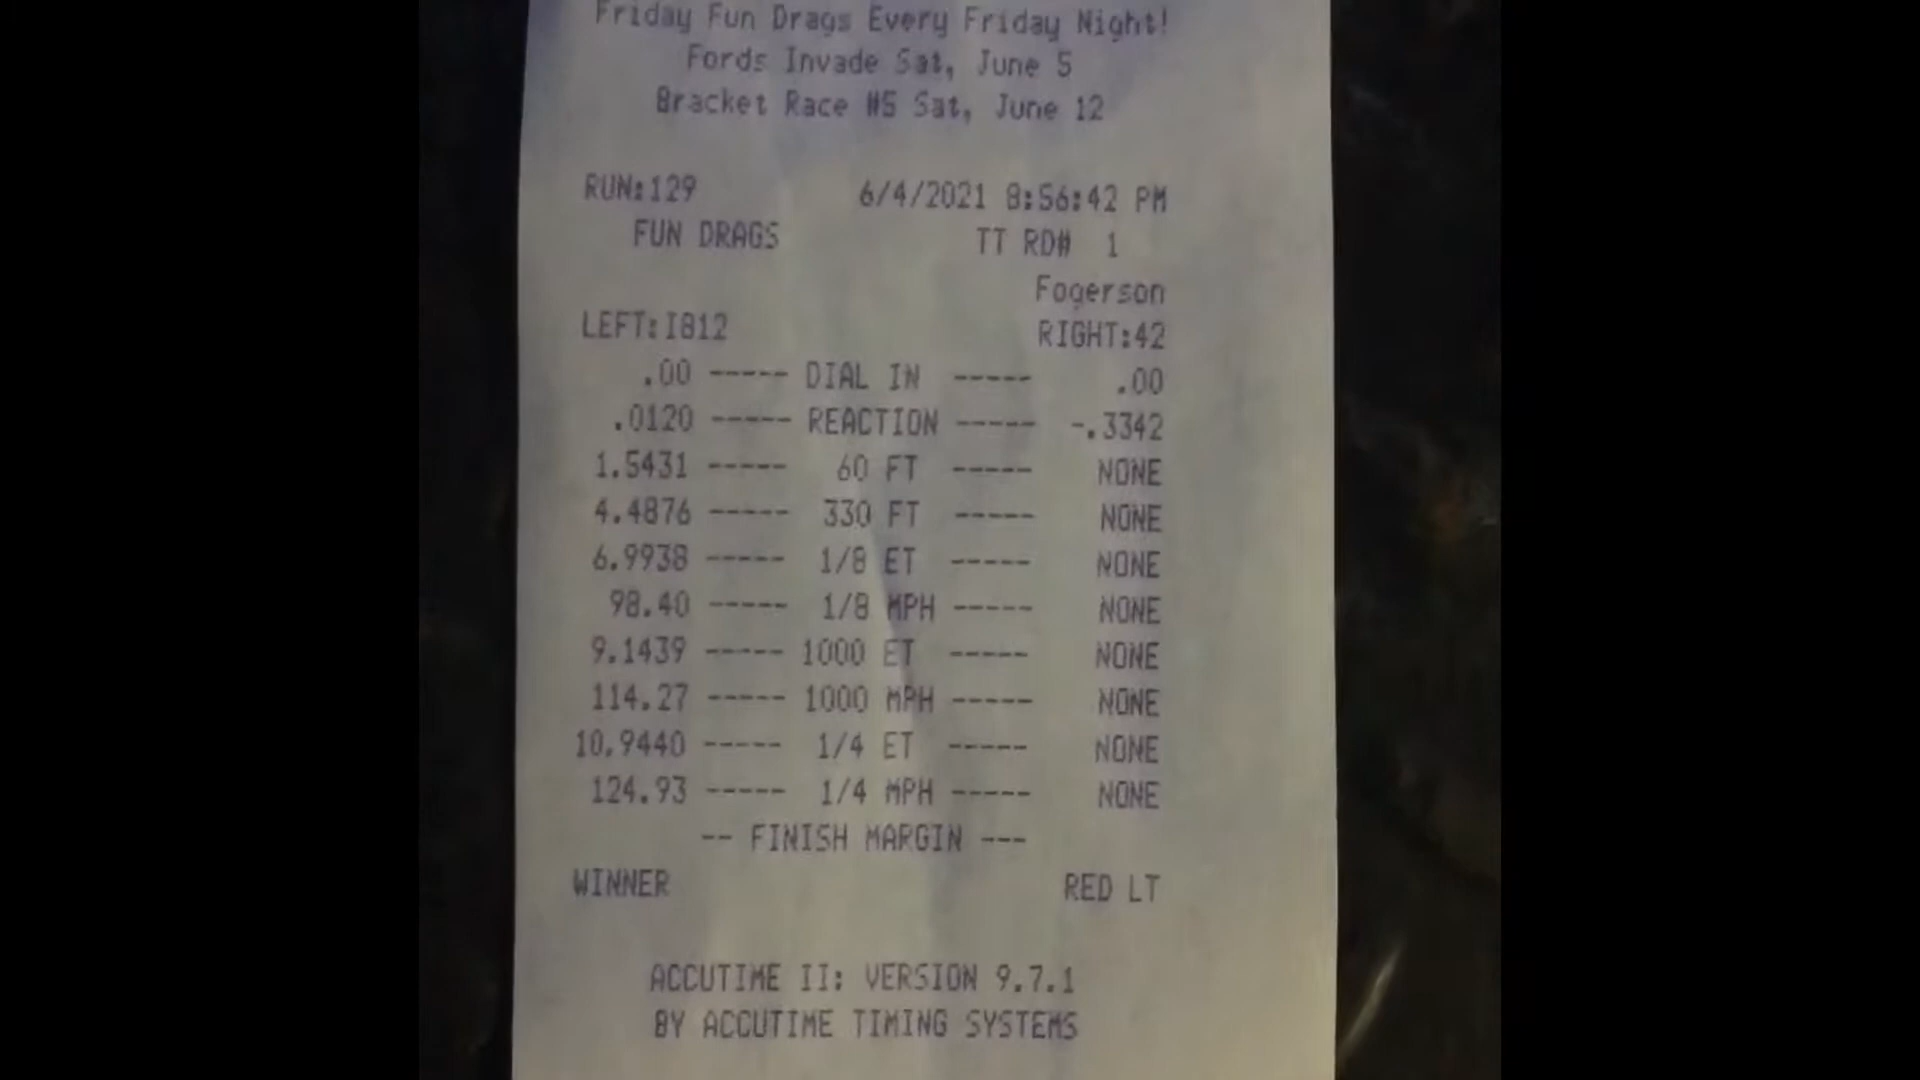 Friday Fun Drags Every Friday Night!
Fords Invade Sat, June 5
Bracket Race #5 Sat, June 12
RUN:129 6/4/2021 8:56:42 PM
FUN DRAGS TT RD# 1
Fogerson
LEFT:I812 RIGHT:42
.00 ----- DIAL IN ----- .00
.0120 ----- REACTION ----- -.3342
1.5431 ----- 60 FT ----- NONE
4.4876 ----- 330 FT ----- NONE
6.9938 ----- 1/8 ET ----- NONE
98.40 ----- 1/8 MPH ----- NONE
9.1439 ----- 1000 ET ----- NONE
114.27 ----- 1000 MPH ----- NONE
10.9440 ----- 1/4 ET ----- NONE
124.93 ----- 1/4 MPH ----- NONE
-- FINISH MARGIN ---
WINNER RED LT
ACCUTIME II: VERSION 9.7.1
BY ACCUTIME TIMING SYSTEMS